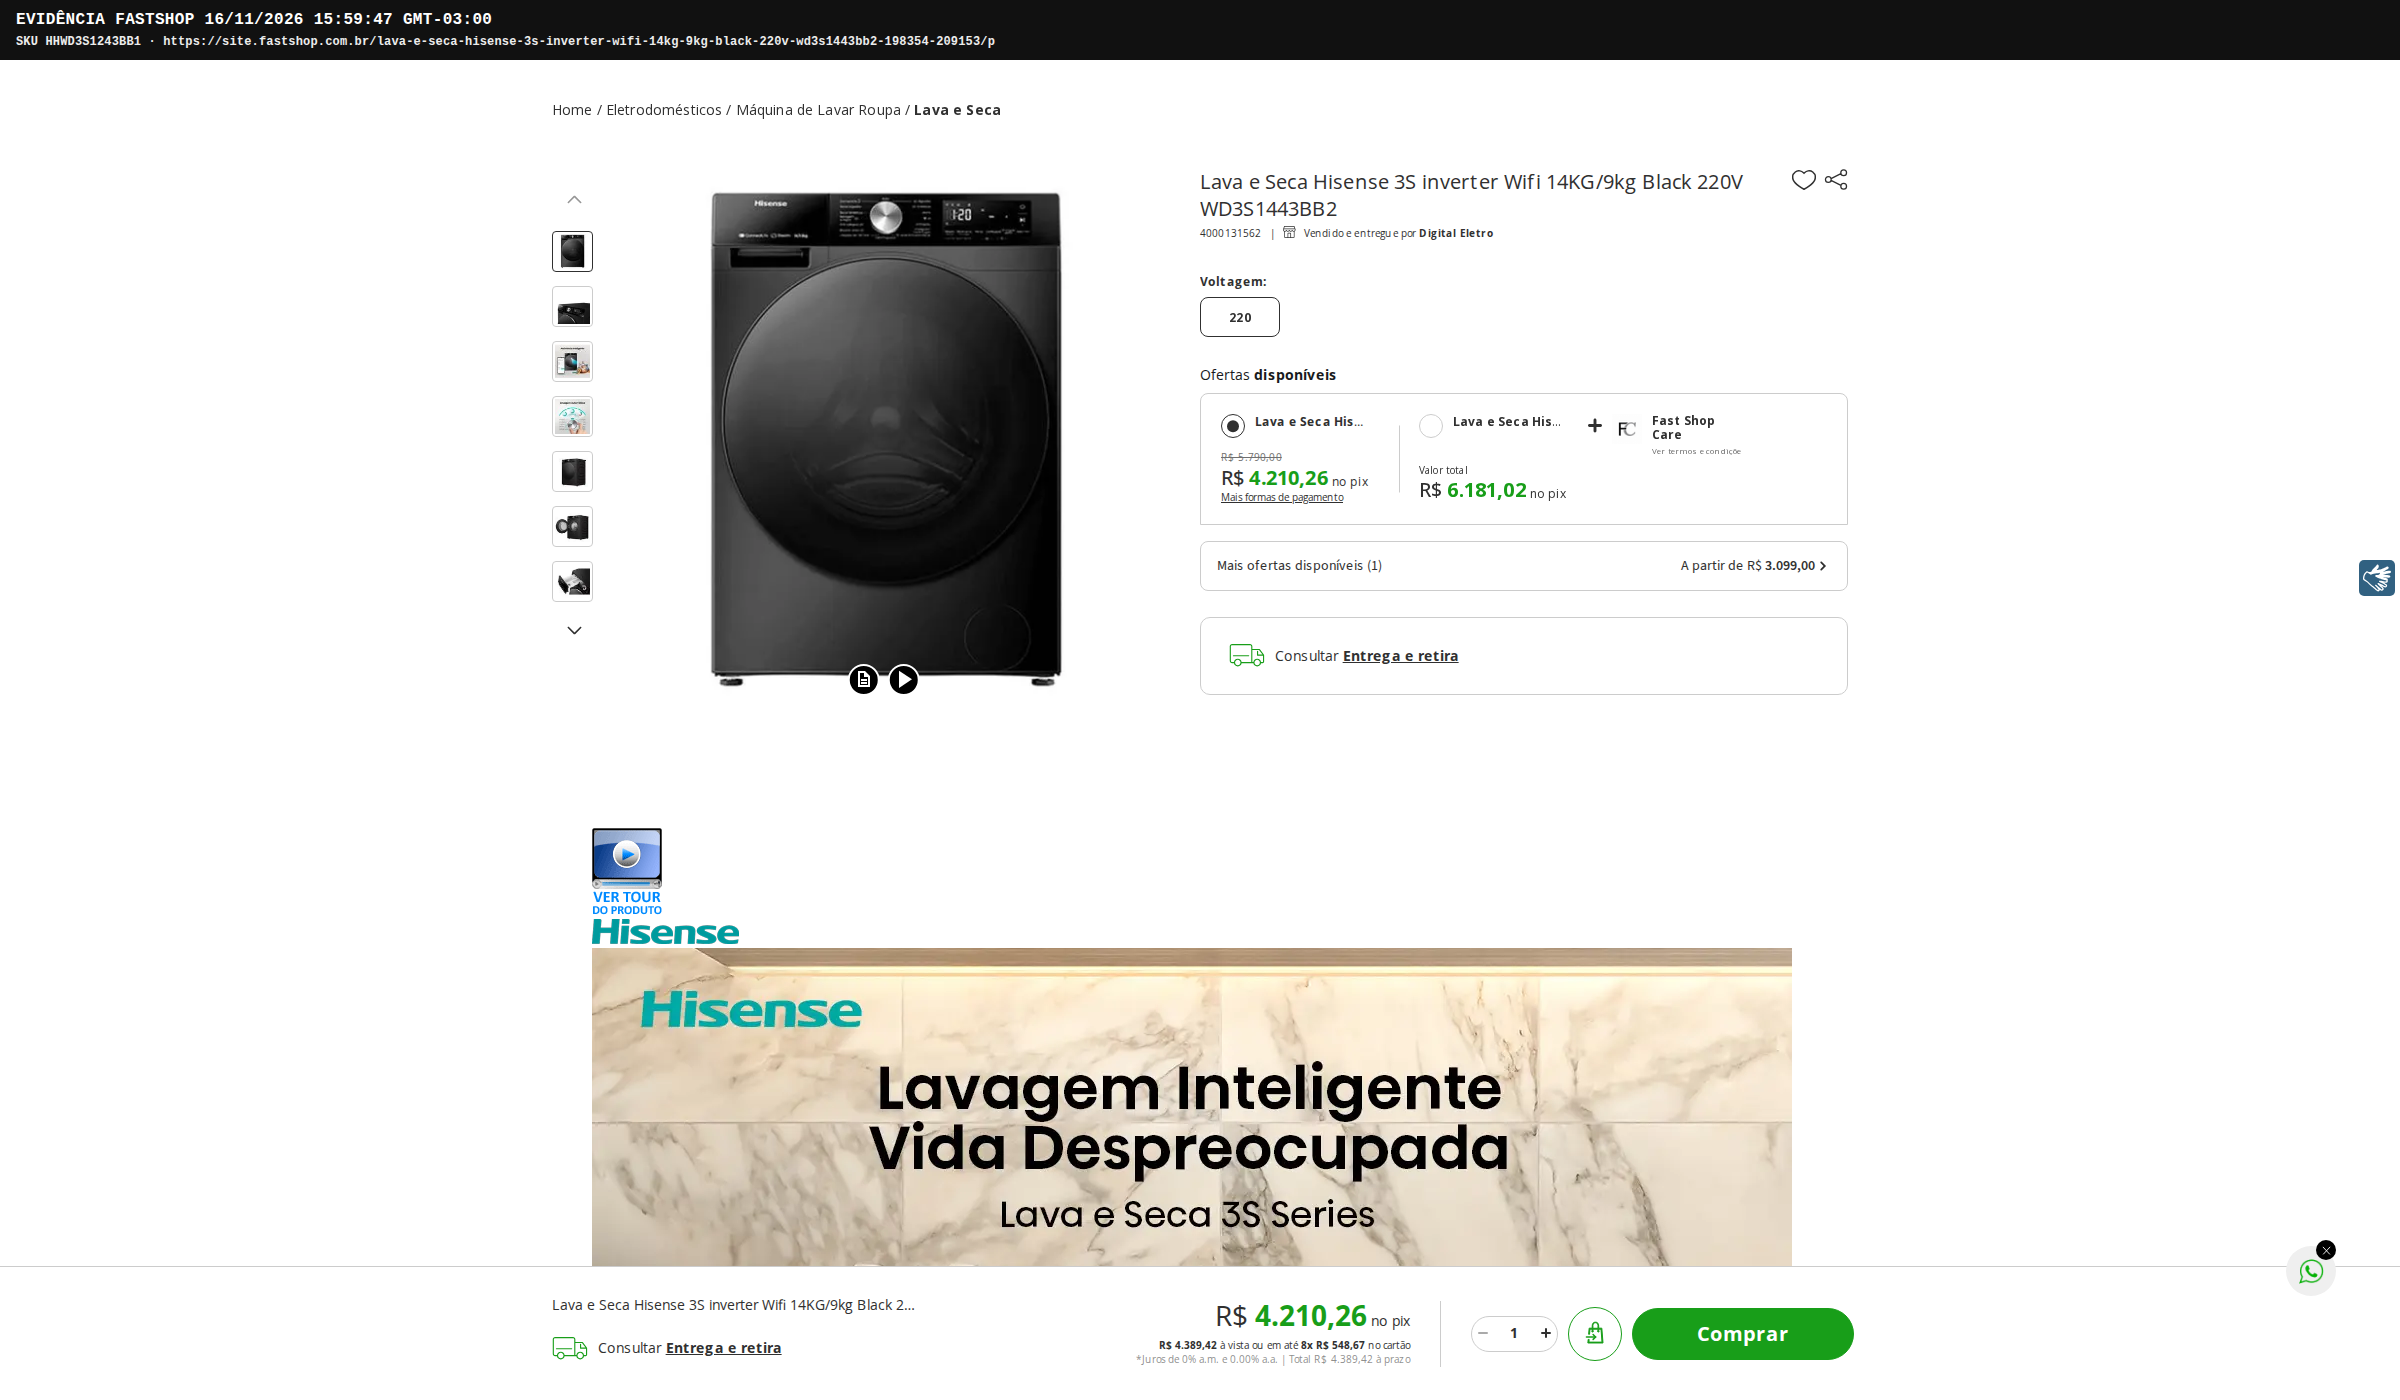 EVIDÊNCIA FASTSHOP 16/11/2026 15:59:47 GMT-03:00
SKU HHWD3S1243BB1 · https://site.fastshop.com.br/lava-e-seca-hisense-3s-inverter-wifi-14kg-9kg-black-220v-wd3s1443bb2-198354-209153/p
Home / Eletrodomésticos / Máquina de Lavar Roupa / Lava e Seca
Hisense
1:20
Lava e Seca Hisense 3S inverter Wifi 14KG/9kg Black 220V
WD3S1443BB2
4000131562 | Vendido e entregue por Digital Eletro
Voltagem:
220
Ofertas disponíveis
Lava e Seca His...
R$ 5.790,00
R$ 4.210,26 no pix
Mais formas de pagamento
Lava e Seca His...
Valor total
R$ 6.181,02 no pix
+
FC
Fast Shop
Care
Ver termos e condiçõe
Mais ofertas disponíveis (1)
A partir de R$ 3.099,00
Consultar Entrega e retira
VER TOUR
DO PRODUTO
Hisense
Hisense
Lavagem Inteligente
Vida Despreocupada
Lava e Seca 3S Series
Lava e Seca Hisense 3S inverter Wifi 14KG/9kg Black 2...
Consultar Entrega e retira
R$ 4.210,26 no pix
R$ 4.389,42 à vista ou em até 8x R$ 548,67 no cartão
*Juros de 0% a.m. e 0.00% a.a. | Total R$ 4.389,42 à prazo
− 1 +
Comprar